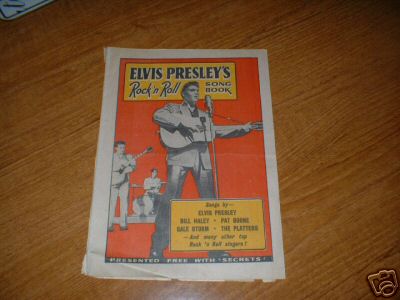 ELVIS PRESLEY'S
Rock 'n' Roll SONG BOOK
Songs by—
ELVIS PRESLEY
BILL HALEY • PAT BOONE
GALE STORM • THE PLATTERS
—And many other top
Rock 'n Roll singers!
PRESENTED FREE WITH 'SECRETS'!